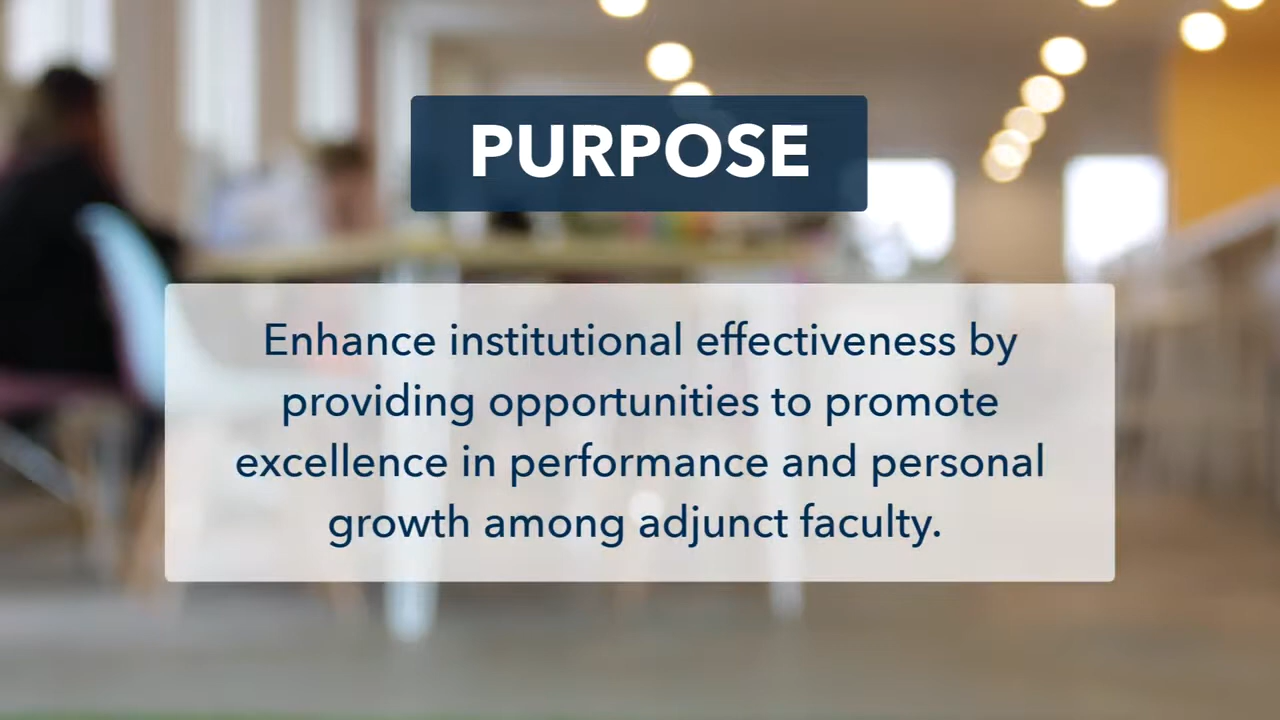 PURPOSE
Enhance institutional effectiveness by
providing opportunities to promote
excellence in performance and personal
growth among adjunct faculty.